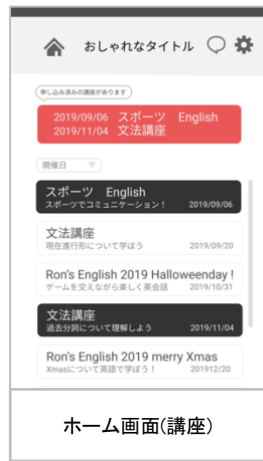 おしゃれなタイトル
申し込み済みの講座があります
2019/09/06 スポーツ English
2019/11/04 文法講座
開催日 ▼
スポーツ English
スポーツでコミュニケーション! 2019/09/06
文法講座
現在進行形について学ぼう 2019/09/20
Ron's English 2019 Halloweenday !
ゲームを交えながら楽しく英会話 2019/10/31
文法講座
過去分詞について理解しよう 2019/11/04
Ron's English 2019 merry Xmas
Xmasについて英語で学ぼう! 201912/20
ホーム画面(講座)